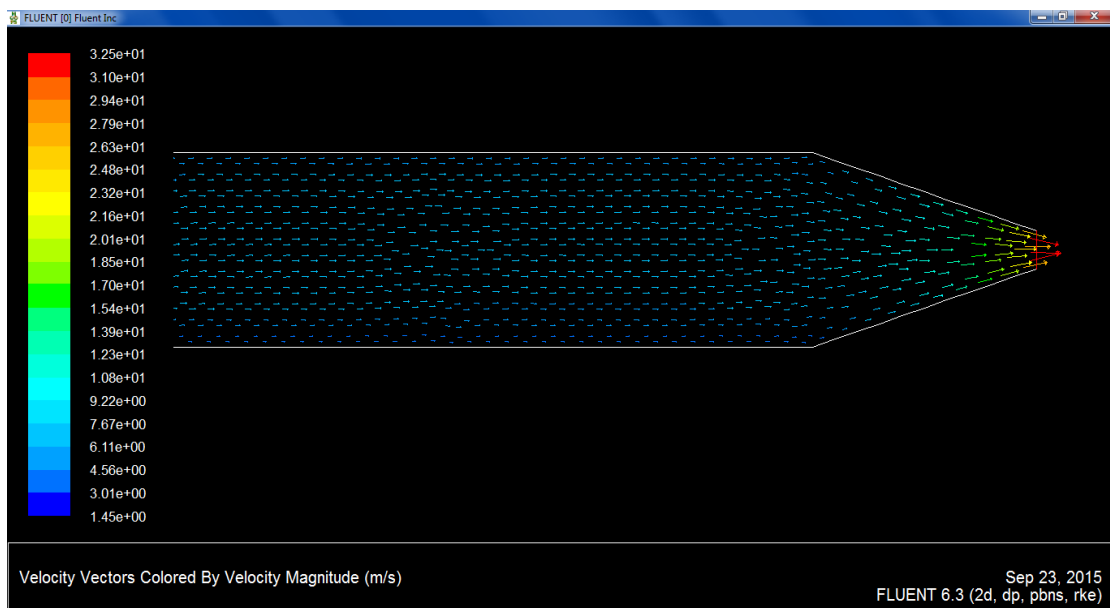 FLUENT [0] Fluent Inc
3.25e+01
3.10e+01
2.94e+01
2.79e+01
2.63e+01
2.48e+01
2.32e+01
2.16e+01
2.01e+01
1.85e+01
1.70e+01
1.54e+01
1.39e+01
1.23e+01
1.08e+01
9.22e+00
7.67e+00
6.11e+00
4.56e+00
3.01e+00
1.45e+00
Velocity Vectors Colored By Velocity Magnitude (m/s)
Sep 23, 2015
FLUENT 6.3 (2d, dp, pbns, rke)